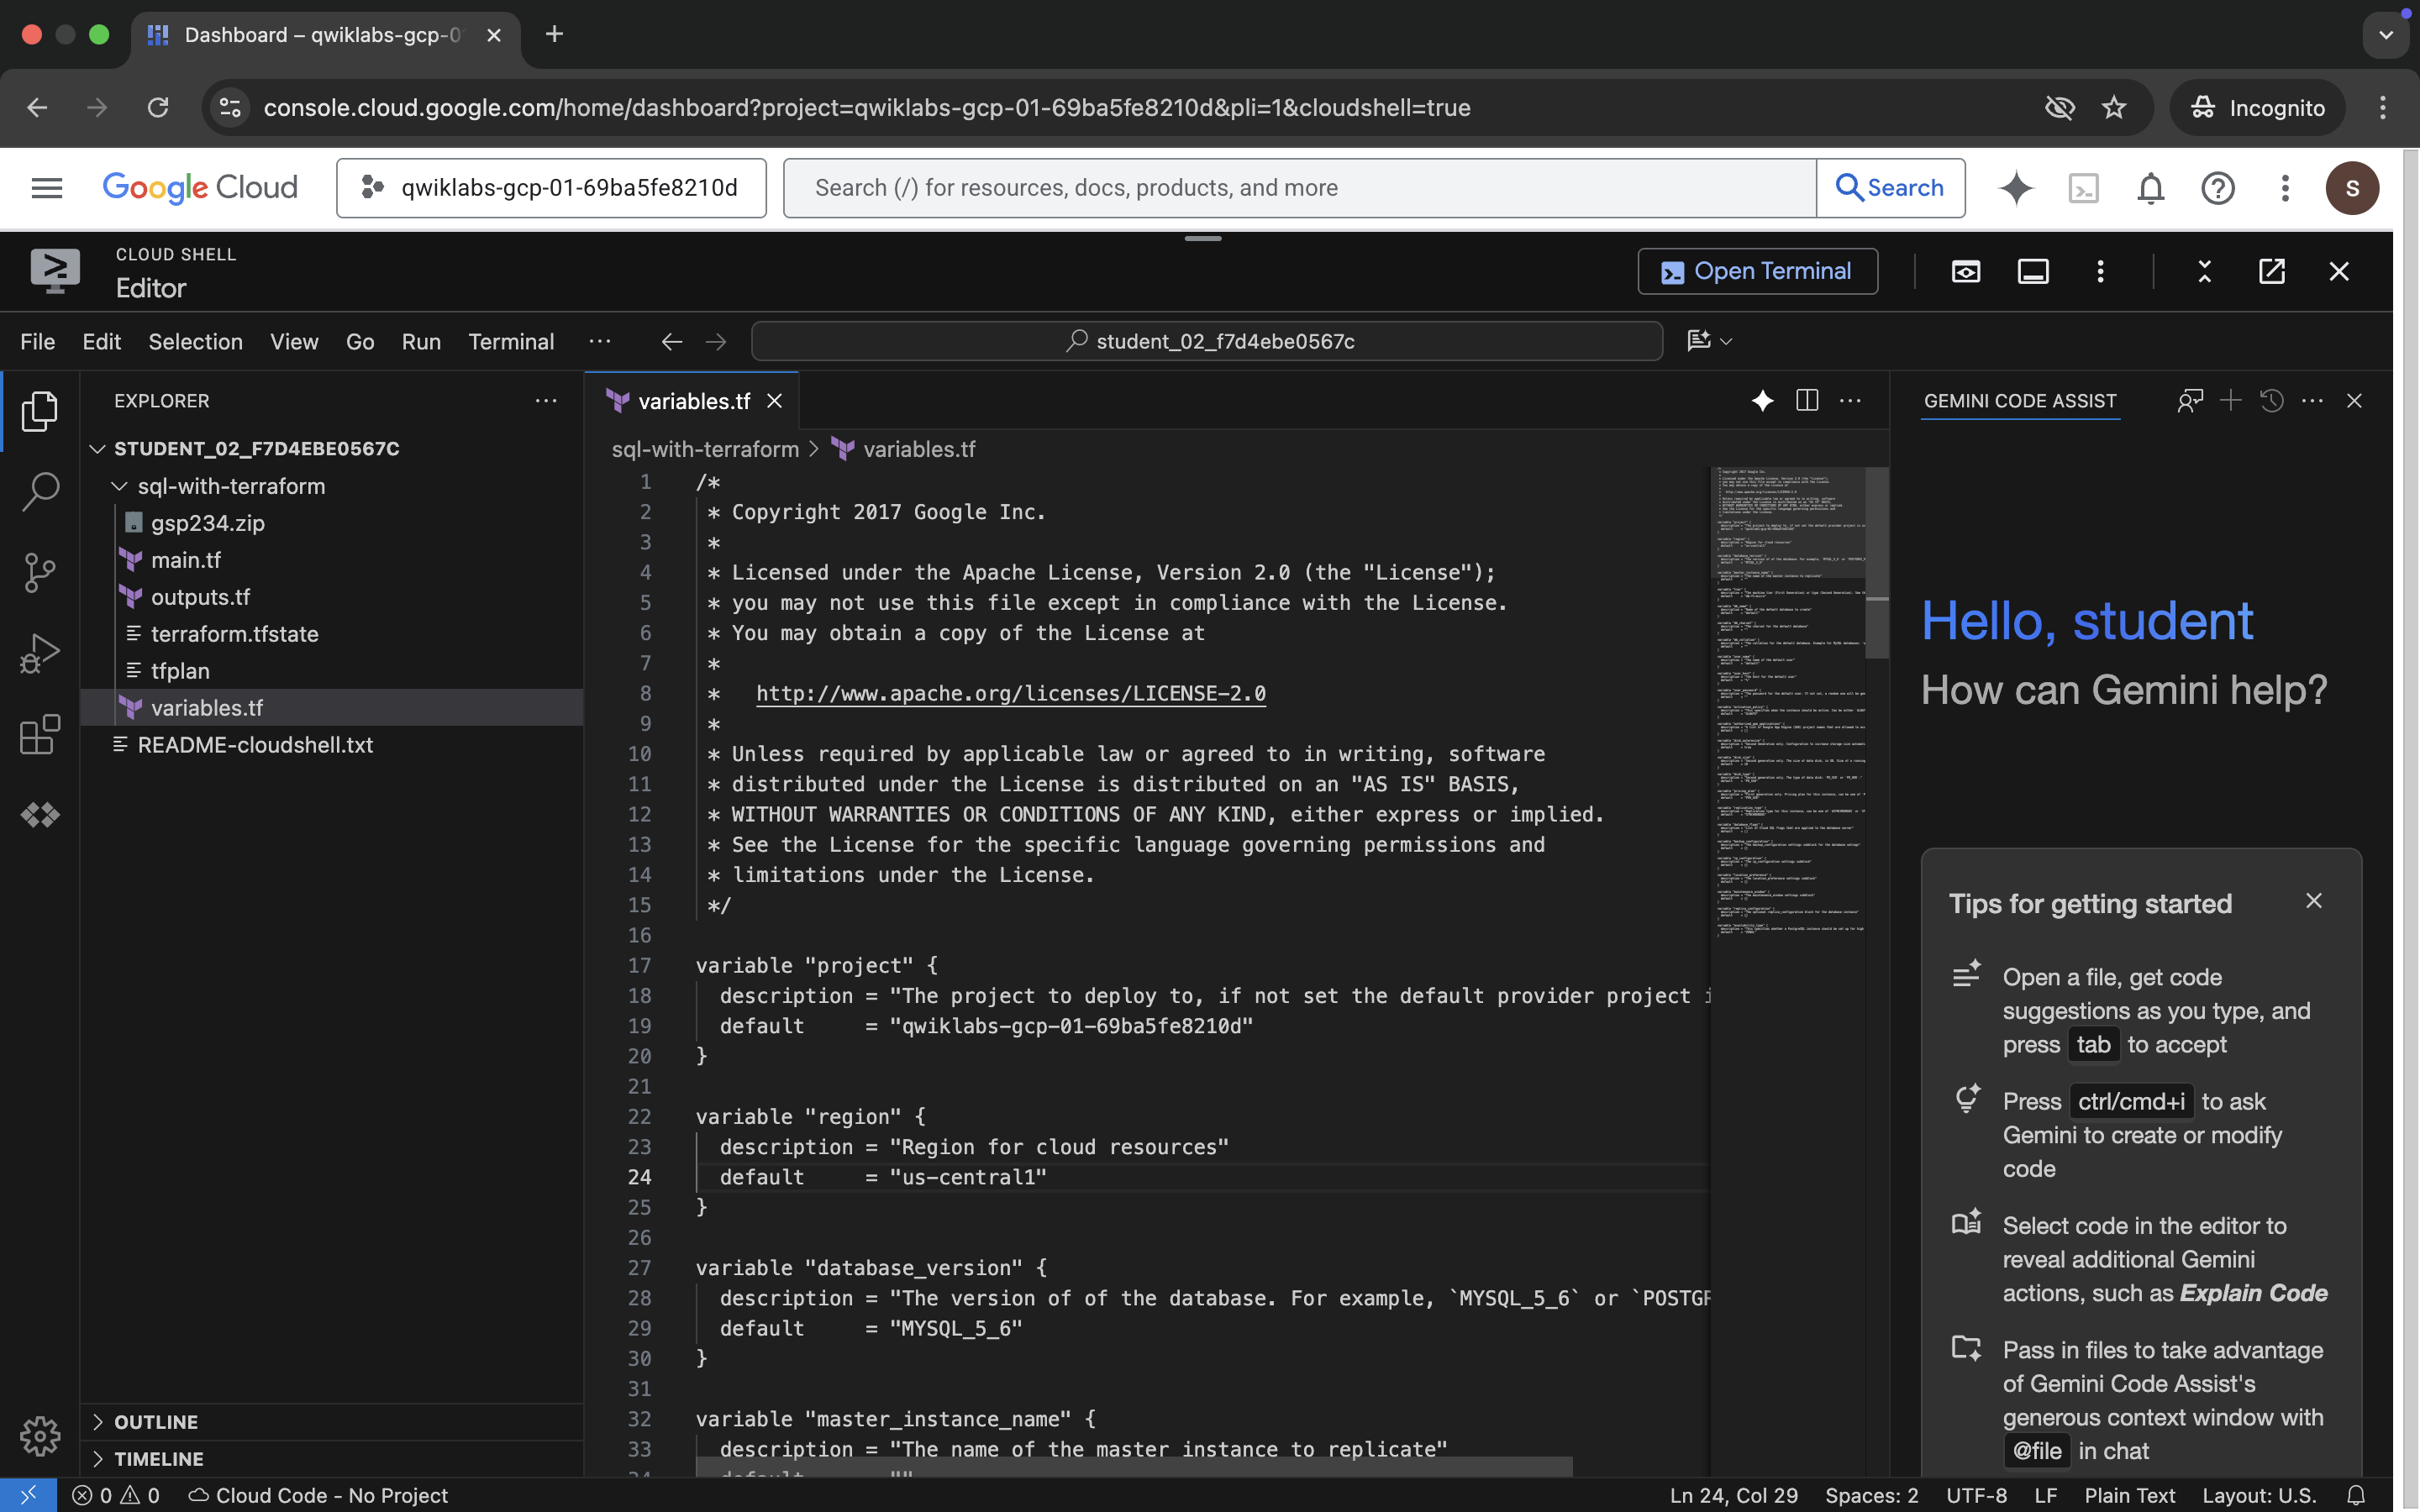 Dashboard – qwiklabs-gcp-0
console.cloud.google.com/home/dashboard?project=qwiklabs-gcp-01-69ba5fe8210d&pli=1&cloudshell=true
Incognito
Google Cloud
qwiklabs-gcp-01-69ba5fe8210d
Search (/) for resources, docs, products, and more
Search
S
CLOUD SHELL
Editor
Open Terminal
File Edit Selection View Go Run Terminal
student_02_f7d4ebe0567c
EXPLORER
STUDENT_02_F7D4EBE0567C
sql-with-terraform
gsp234.zip
main.tf
outputs.tf
terraform.tfstate
tfplan
variables.tf
README-cloudshell.txt
OUTLINE
TIMELINE
variables.tf
sql-with-terraform > variables.tf
1 /*
2 * Copyright 2017 Google Inc.
3 *
4 * Licensed under the Apache License, Version 2.0 (the "License");
5 * you may not use this file except in compliance with the License.
6 * You may obtain a copy of the License at
7 *
8 * http://www.apache.org/licenses/LICENSE-2.0
9 *
10 * Unless required by applicable law or agreed to in writing, software
11 * distributed under the License is distributed on an "AS IS" BASIS,
12 * WITHOUT WARRANTIES OR CONDITIONS OF ANY KIND, either express or implied.
13 * See the License for the specific language governing permissions and
14 * limitations under the License.
15 */
16
17 variable "project" {
18 description = "The project to deploy to, if not set the default provider project i
19 default = "qwiklabs-gcp-01-69ba5fe8210d"
20 }
21
22 variable "region" {
23 description = "Region for cloud resources"
24 default = "us-central1"
25 }
26
27 variable "database_version" {
28 description = "The version of of the database. For example, `MYSQL_5_6` or `POSTGR
29 default = "MYSQL_5_6"
30 }
31
32 variable "master_instance_name" {
33 description = "The name of the master instance to replicate"
34 default = ""
GEMINI CODE ASSIST
Hello, student
How can Gemini help?
Tips for getting started
Open a file, get code
suggestions as you type, and
press tab to accept
Press ctrl/cmd+i to ask
Gemini to create or modify
code
Select code in the editor to
reveal additional Gemini
actions, such as Explain Code
Pass in files to take advantage
of Gemini Code Assist's
generous context window with
@file in chat
0 0 Cloud Code - No Project
Ln 24, Col 29 Spaces: 2 UTF-8 LF Plain Text Layout: U.S.